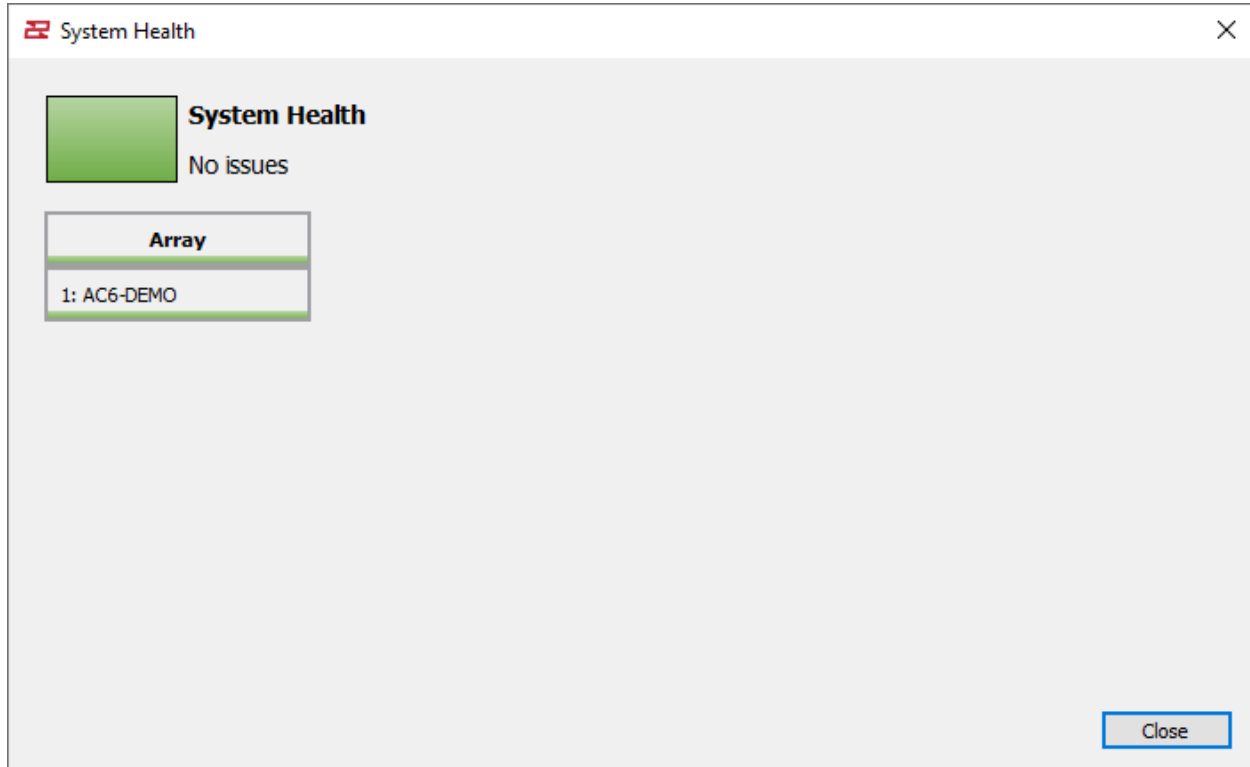 System Health
System Health
No issues
Array
1: AC6-DEMO
Close